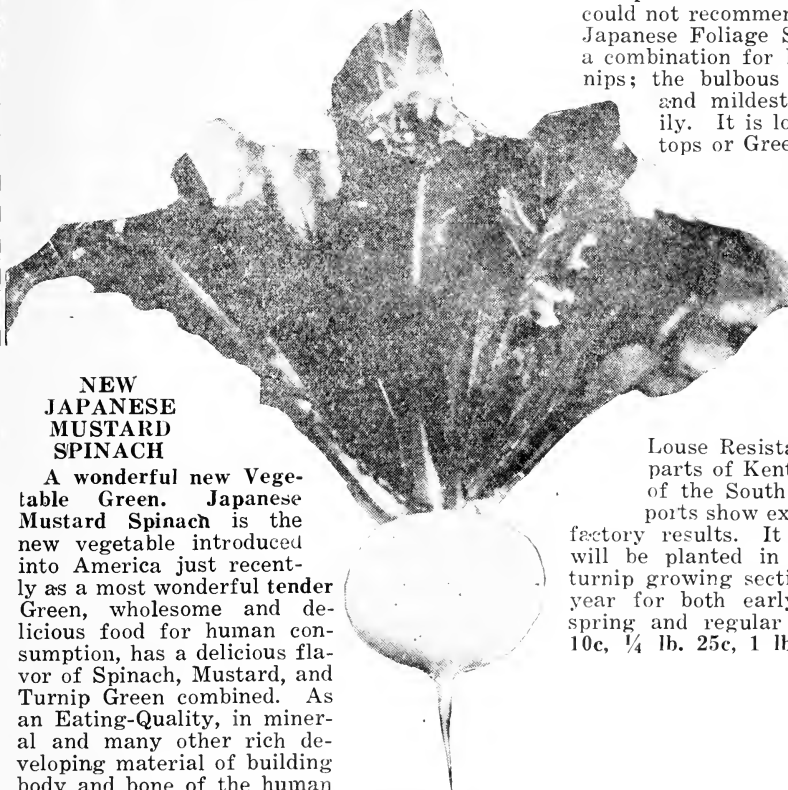 could not recommen
Japanese Foliage S
a combination for
nips; the bulbous
and mildest
ily. It is lo
tops or Gree
Louse Resista
parts of Kent
of the South
ports show ex
factory results. It
will be planted in
turnip growing secti
year for both early
spring and regular
10c, ¼ lb. 25c, 1 lb
NEW
JAPANESE
MUSTARD
SPINACH
A wonderful new Vege-
table Green. Japanese
Mustard Spinach is the
new vegetable introduced
into America just recent-
ly as a most wonderful tender
Green, wholesome and de-
licious food for human con-
sumption, has a delicious fla-
vor of Spinach, Mustard, and
Turnip Green combined. As
an Eating-Quality, in miner-
al and many other rich de-
veloping material of building
body and bone of the human